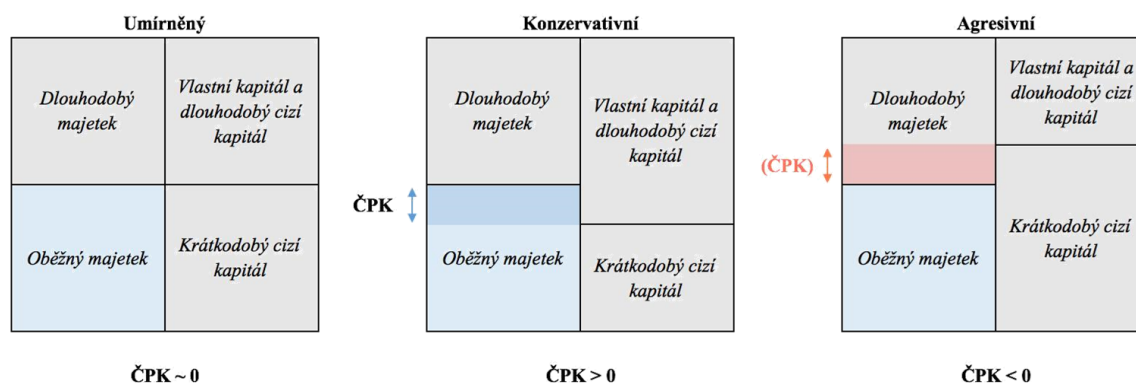 Umírněný
Dlouhodobý
majetek
Vlastní kapitál a
dlouhodobý cizí
kapitál
Oběžný majetek
Krátkodobý cizí
kapitál
ČPK ~ 0
Konzervativní
Dlouhodobý
majetek
Vlastní kapitál a
dlouhodobý cizí
kapitál
ČPK
Oběžný majetek
Krátkodobý cizí
kapitál
ČPK > 0
Agresivní
Dlouhodobý
majetek
Vlastní kapitál a
dlouhodobý cizí
kapitál
(ČPK)
Oběžný majetek
Krátkodobý cizí
kapitál
ČPK < 0